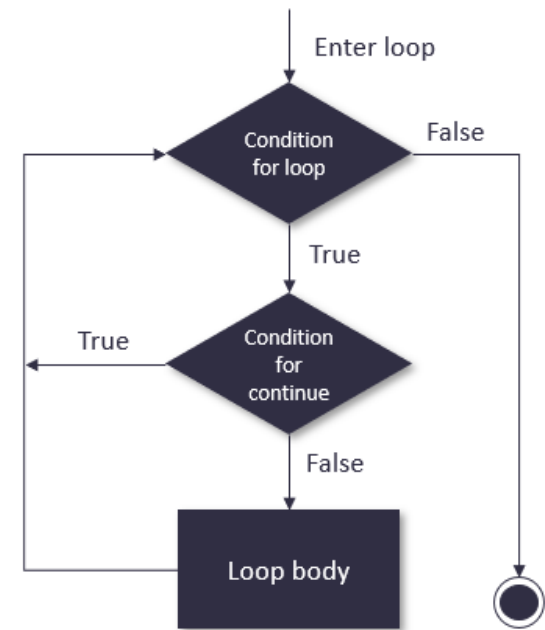 Enter loop
Condition
for loop
False
True
Condition
for
continue
True
False
Loop body